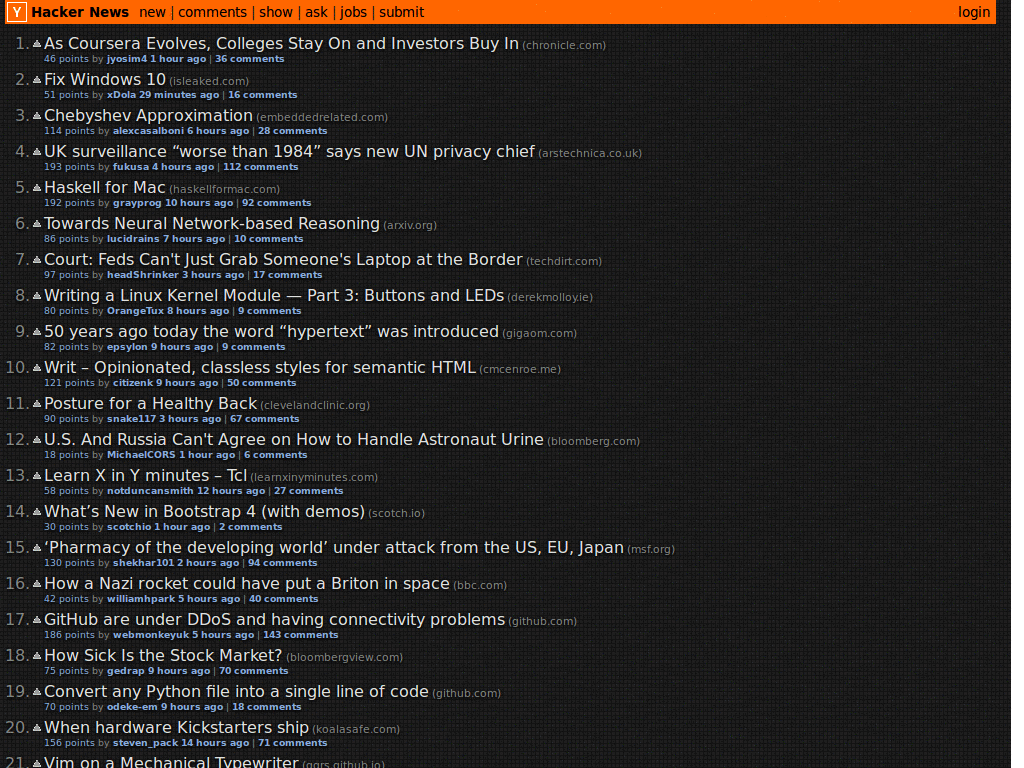 Y Hacker News new | comments | show | ask | jobs | submit login
1. As Coursera Evolves, Colleges Stay On and Investors Buy In (chronicle.com)
46 points by jyosim4 1 hour ago | 36 comments
2. Fix Windows 10 (isleaked.com)
51 points by xDola 29 minutes ago | 16 comments
3. Chebyshev Approximation (embeddedrelated.com)
114 points by alexcasalboni 6 hours ago | 28 comments
4. UK surveillance “worse than 1984” says new UN privacy chief (arstechnica.co.uk)
193 points by fukusa 4 hours ago | 112 comments
5. Haskell for Mac (haskellformac.com)
192 points by grayprog 10 hours ago | 92 comments
6. Towards Neural Network-based Reasoning (arxiv.org)
86 points by lucidrains 7 hours ago | 10 comments
7. Court: Feds Can't Just Grab Someone's Laptop at the Border (techdirt.com)
97 points by headShrinker 3 hours ago | 17 comments
8. Writing a Linux Kernel Module — Part 3: Buttons and LEDs (derekmolloy.ie)
80 points by OrangeTux 8 hours ago | 9 comments
9. 50 years ago today the word “hypertext” was introduced (gigaom.com)
82 points by epsylon 9 hours ago | 9 comments
10. Writ – Opinionated, classless styles for semantic HTML (cmcenroe.me)
121 points by citizenk 9 hours ago | 50 comments
11. Posture for a Healthy Back (clevelandclinic.org)
90 points by snake117 3 hours ago | 67 comments
12. U.S. And Russia Can't Agree on How to Handle Astronaut Urine (bloomberg.com)
18 points by MichaelCORS 1 hour ago | 6 comments
13. Learn X in Y minutes – Tcl (learnxinyminutes.com)
58 points by notduncansmith 12 hours ago | 27 comments
14. What’s New in Bootstrap 4 (with demos) (scotch.io)
30 points by scotchio 1 hour ago | 2 comments
15. ‘Pharmacy of the developing world’ under attack from the US, EU, Japan (msf.org)
130 points by shekhar101 2 hours ago | 94 comments
16. How a Nazi rocket could have put a Briton in space (bbc.com)
42 points by williamhpark 5 hours ago | 40 comments
17. GitHub are under DDoS and having connectivity problems (github.com)
186 points by webmonkeyuk 5 hours ago | 143 comments
18. How Sick Is the Stock Market? (bloombergview.com)
75 points by gedrap 9 hours ago | 70 comments
19. Convert any Python file into a single line of code (github.com)
70 points by odeke-em 9 hours ago | 18 comments
20. When hardware Kickstarters ship (koalasafe.com)
156 points by steven_pack 14 hours ago | 71 comments
21. Vim on a Mechanical Typewriter